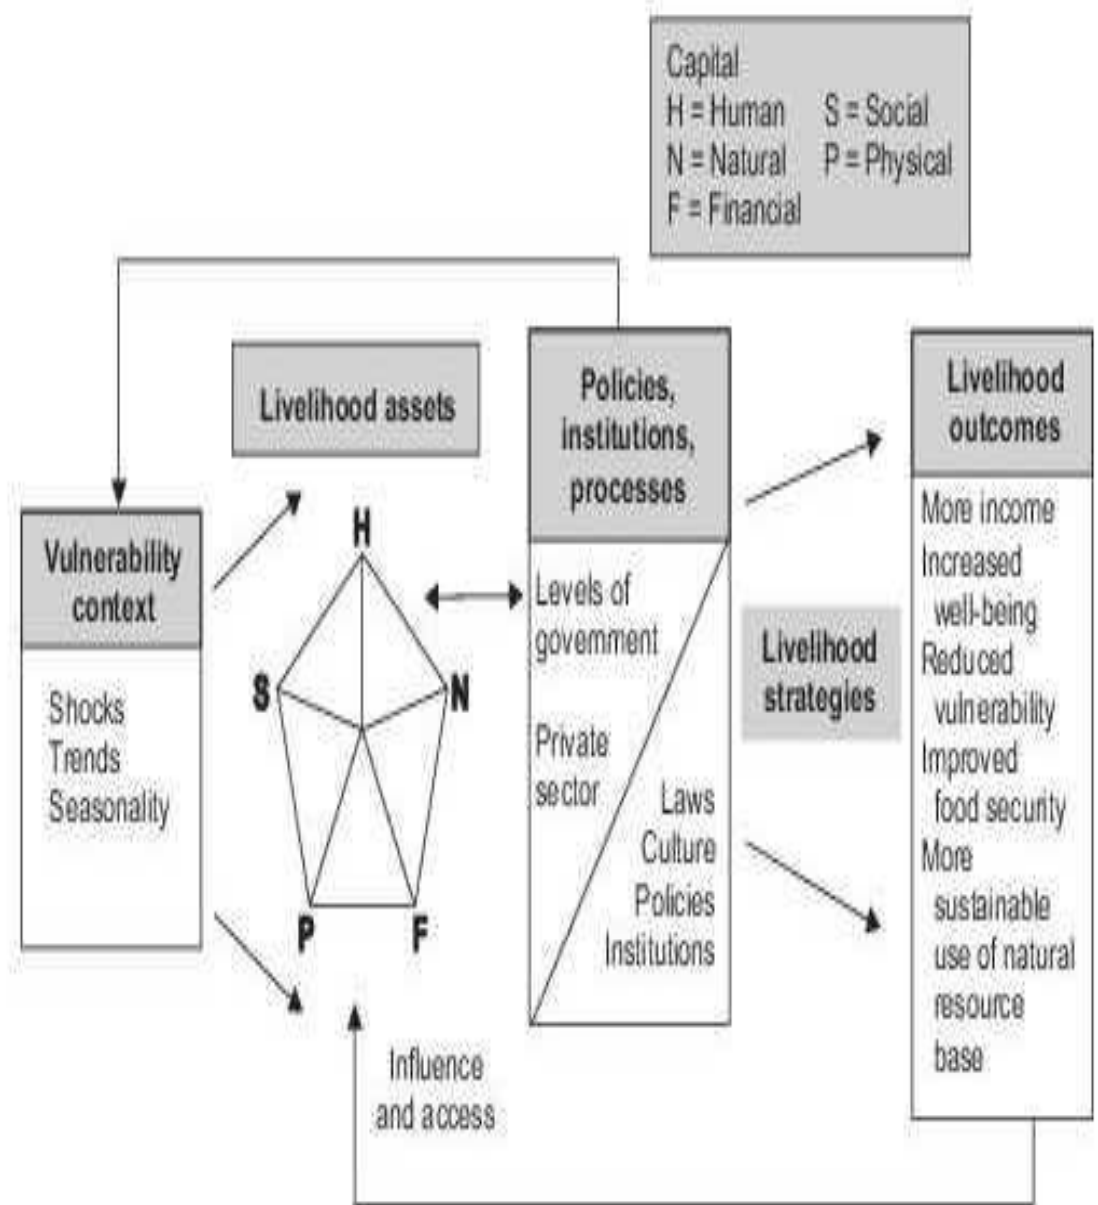 Capital
H = Human S = Social
N = Natural P = Physical
F = Financial
Livelihood assets
Policies,
institutions,
processes
Livelihood
outcomes
Vulnerability
context
Shocks
Trends
Seasonality
H
S
N
P
F
Influence
and access
Levels of
government
Private
sector
Laws
Culture
Policies
Institutions
Livelihood
strategies
More income
Increased
well-being
Reduced
vulnerability
Improved
food security
More
sustainable
use of natural
resource
base